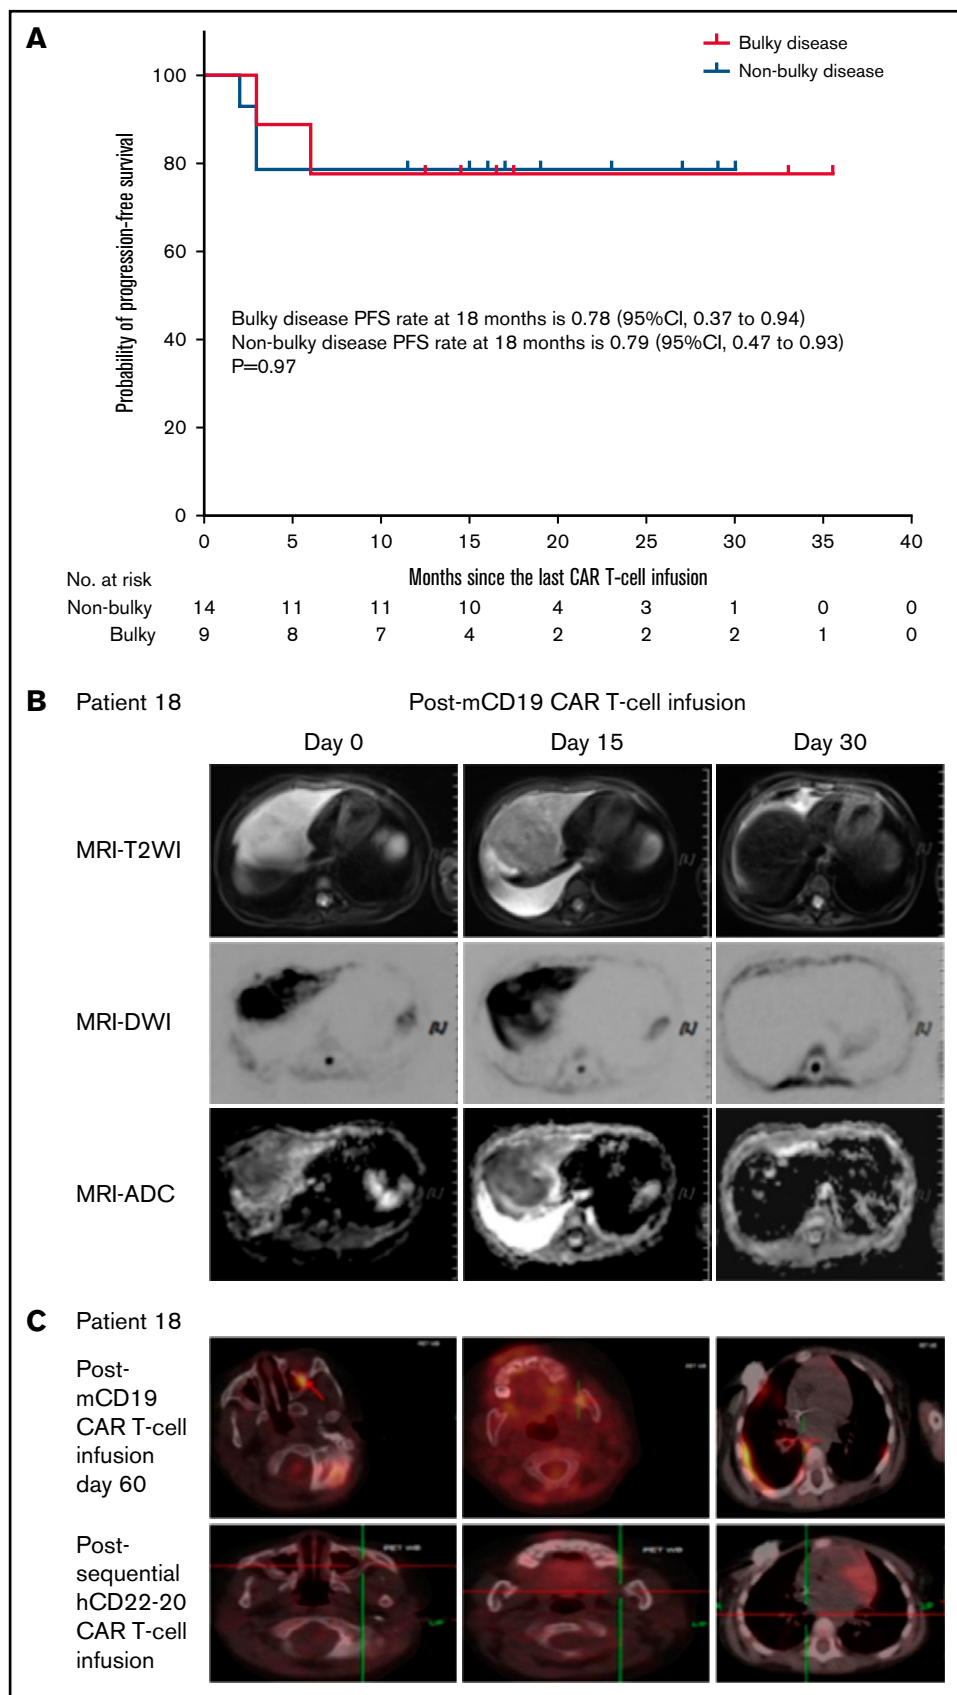 A
Bulky disease
Non-bulky disease
Probability of progression-free survival
100
80
60
40
20
0
Bulky disease PFS rate at 18 months is 0.78 (95%CI, 0.37 to 0.94)
Non-bulky disease PFS rate at 18 months is 0.79 (95%CI, 0.47 to 0.93)
P=0.97
0 5 10 15 20 25 30 35 40
Months since the last CAR T-cell infusion
No. at risk
Non-bulky 14 11 11 10 4 3 1 0 0
Bulky 9 8 7 4 2 2 2 1 0
B Patient 18 Post-mCD19 CAR T-cell infusion
Day 0 Day 15 Day 30
MRI-T2WI
[L]
MRI-DWI
[L] [L] [L]
MRI-ADC
C Patient 18
Post-
mCD19
CAR T-cell
infusion
day 60
Post-
sequential
hCD22-20
CAR T-cell
infusion
PET WB PET WB